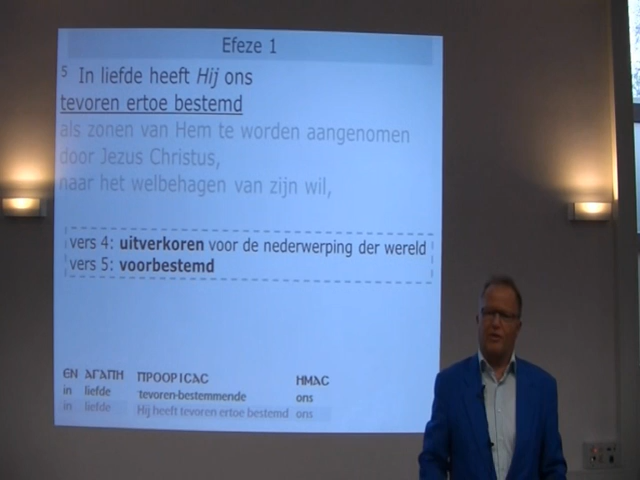 Efeze 1
5 In liefde heeft Hij ons
tevoren ertoe bestemd
als zonen van Hem te worden aangenomen
door Jezus Christus,
naar het welbehagen van zijn wil,
vers 4: uitverkoren voor de nederwerping der wereld
vers 5: voorbestemd
ЄΝ ΑΓΑΠΗ ΠΡΟΟΡΙϹΑϹ ΗΜΑϹ
in liefde tevoren-bestemmende ons
in liefde Hij heeft tevoren ertoe bestemd ons